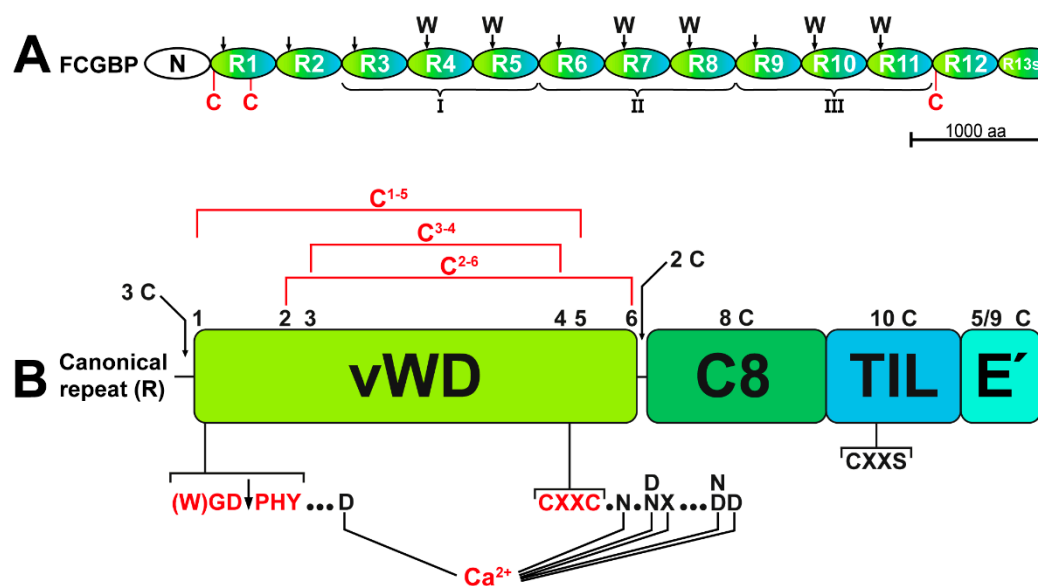 W W W W W W
A FCGBP N R1 R2 R3 R4 R5 R6 R7 R8 R9 R10 R11 R12 R13s
C C I II III C
1000 aa
C1-5
C3-4
C2-6
2 C
3 C
1 2 3 4 5 6 8 C 10 C 5/9 C
B Canonical
repeat (R)
vWD C8 TIL E´
CXXS
D N
(W)GD PHY ... D CXXC .N.NX...DD
Ca2+